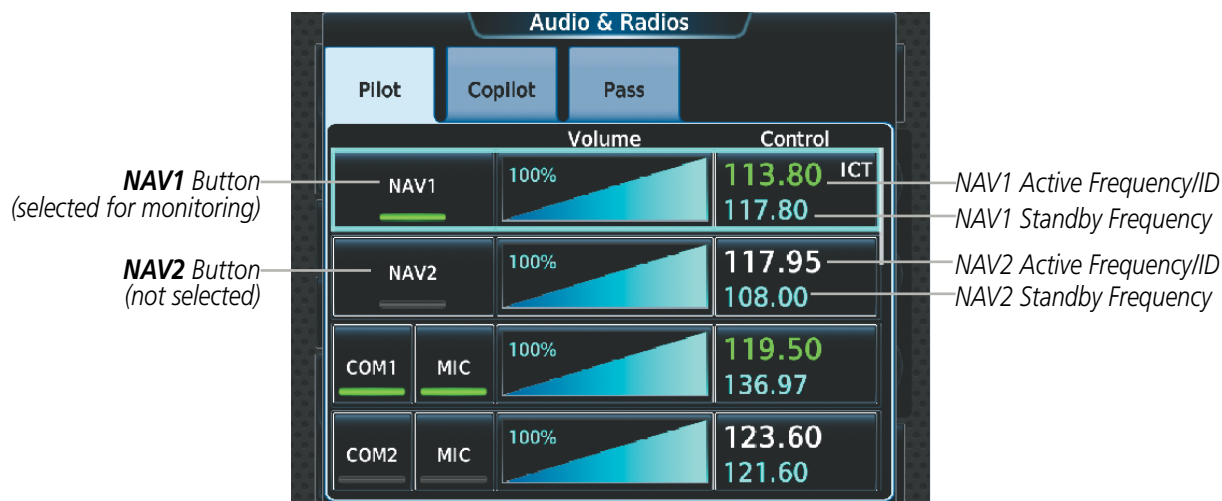 Audio & Radios
Pilot
Copilot
Pass
Volume
Control
NAV1 Button
(selected for monitoring)
NAV1
100%
113.80 ICT
117.80
NAV1 Active Frequency/ID
NAV1 Standby Frequency
NAV2 Button
(not selected)
NAV2
100%
117.95
108.00
NAV2 Active Frequency/ID
NAV2 Standby Frequency
COM1
MIC
100%
119.50
136.97
COM2
MIC
100%
123.60
121.60